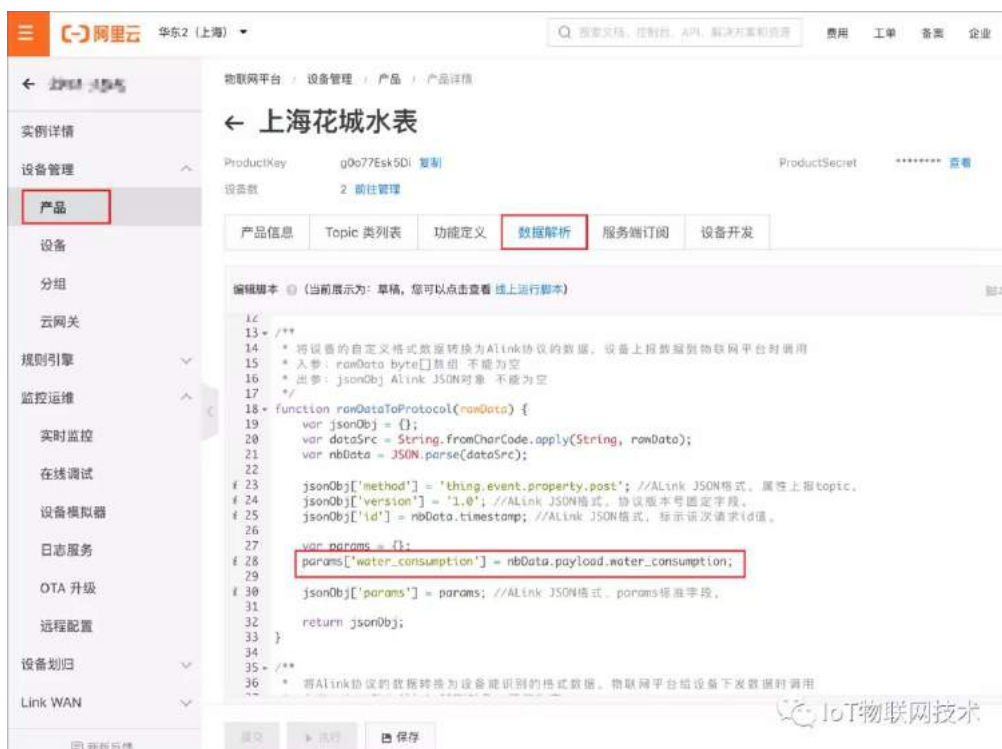 阿里云 华东2（上海） 搜索文档、控制台、API、解决方案和资源 费用 工单 备案 企业
物联网平台 / 设备管理 / 产品 / 产品详情
← 上海花城水表
实例详情
ProductKey g0o77Esk5Di 复制 ProductSecret ******** 查看
设备管理
设备数 2 前往管理
产品
产品信息 Topic 类列表 功能定义 数据解析 服务端订阅 设备开发
设备
分组
编辑脚本 （当前展示为：草稿，您可以点击查看 线上运行脚本）
云网关
规则引擎
监控运维
实时监控
在线调试
设备模拟器
日志服务
OTA 升级
远程配置
设备划归
Link WAN
12
13 /**
14 * 将设备的自定义格式数据转换为Alink协议的数据，设备上报数据到物联网平台时调用
15 * 入参：rawData byte[]数组 不能为空
16 * 出参：jsonObj Alink JSON对象 不能为空
17 */
18 function rawDataToProtocol(rawData) {
19 var jsonObj = {};
20 var dataSrc = String.fromCharCode.apply(String, rawData);
21 var nbData = JSON.parse(dataSrc);
22
i 23 jsonObj['method'] = 'thing.event.property.post'; //ALink JSON格式，属性上报topic。
i 24 jsonObj['version'] = '1.0'; //ALink JSON格式，协议版本号固定字段。
i 25 jsonObj['id'] = nbData.timestamp; //ALink JSON格式，标示该次请求id值。
26
27 var params = {};
i 28 params['water_consumption'] = nbData.payload.water_consumption;
29
i 30 jsonObj['params'] = params; //ALink JSON格式，params标准字段。
31
32 return jsonObj;
33 }
34
35 /**
36 * 将Alink协议的数据转换为设备能识别的格式数据，物联网平台给设备下发数据时调用
提交 执行 保存
IoT物联网技术